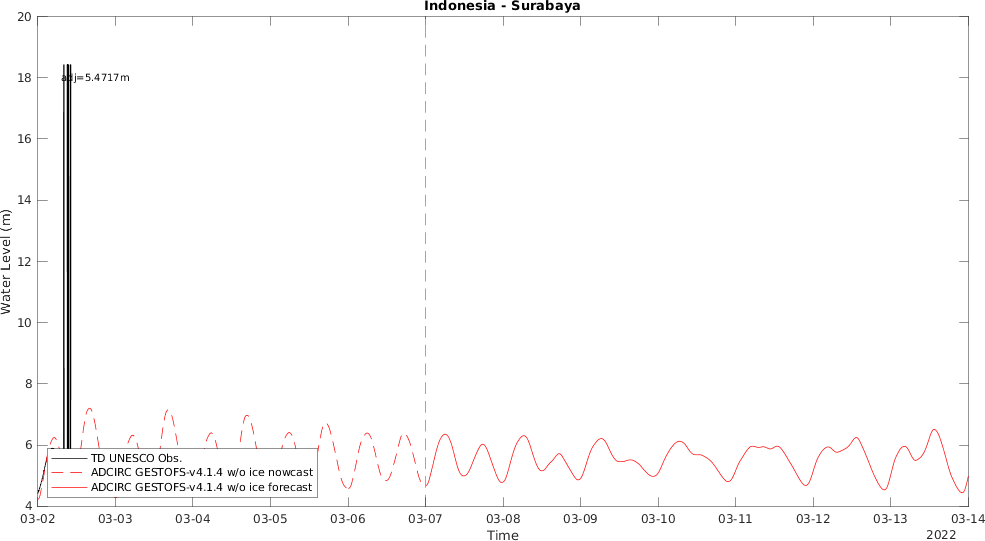 Indonesia - Surabaya
20
18
16
14
12
10
8
6
4
Water Level (m)
adj=5.4717m
TD UNESCO Obs.
ADCIRC GESTOFS-v4.1.4 w/o ice nowcast
ADCIRC GESTOFS-v4.1.4 w/o ice forecast
03-02 03-03 03-04 03-05 03-06 03-07 03-08 03-09 03-10 03-11 03-12 03-13 03-14
Time
2022